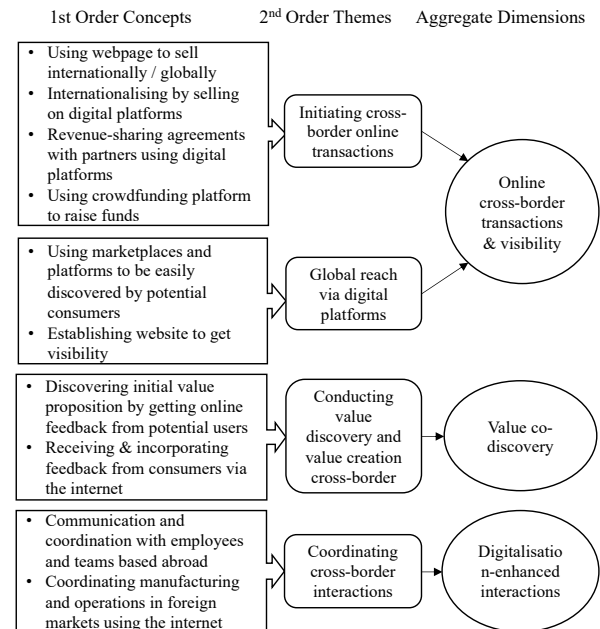 1st Order Concepts
2nd Order Themes
Aggregate Dimensions
• Using webpage to sell
internationally / globally
• Internationalising by selling
on digital platforms
• Revenue-sharing agreements
with partners using digital
platforms
• Using crowdfunding platform
to raise funds
Initiating cross-
border online
transactions
Online
cross-border
transactions
& visibility
• Using marketplaces and
platforms to be easily
discovered by potential
consumers
• Establishing website to get
visibility
Global reach
via digital
platforms
• Discovering initial value
proposition by getting online
feedback from potential users
• Receiving & incorporating
feedback from consumers via
the internet
Conducting
value
discovery and
value creation
cross-border
Value co-
discovery
• Communication and
coordination with employees
and teams based abroad
• Coordinating manufacturing
and operations in foreign
markets using the internet
Coordinating
cross-border
interactions
Digitalisatio
n-enhanced
interactions